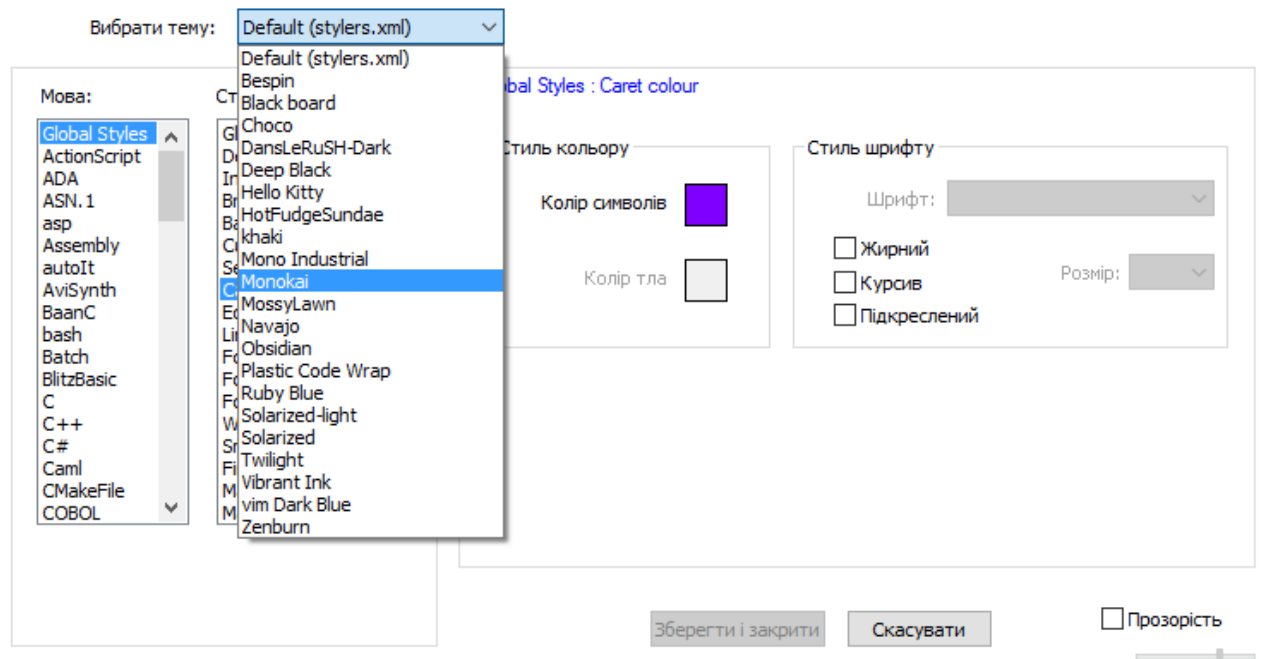 Вибрати тему: Default (stylers.xml)
Default (stylers.xml)
Bespin
Black board
Choco
DansLeRuSH-Dark
Deep Black
Hello Kitty
HotFudgeSundae
khaki
Mono Industrial
Monokai
MossyLawn
Navajo
Obsidian
Plastic Code Wrap
Ruby Blue
Solarized-light
Solarized
Twilight
Vibrant Ink
vim Dark Blue
Zenburn
Мова:
Global Styles
ActionScript
ADA
ASN.1
asp
Assembly
autoIt
AviSynth
BaanC
bash
Batch
BlitzBasic
C
C++
C#
Caml
CMakeFile
COBOL
Styles : Caret colour
Стиль кольору
Колір символів
Колір тла
Стиль шрифту
Шрифт:
Жирний
Курсив
Підкреслений
Розмір:
Зберегти і закрити
Скасувати
Прозорість